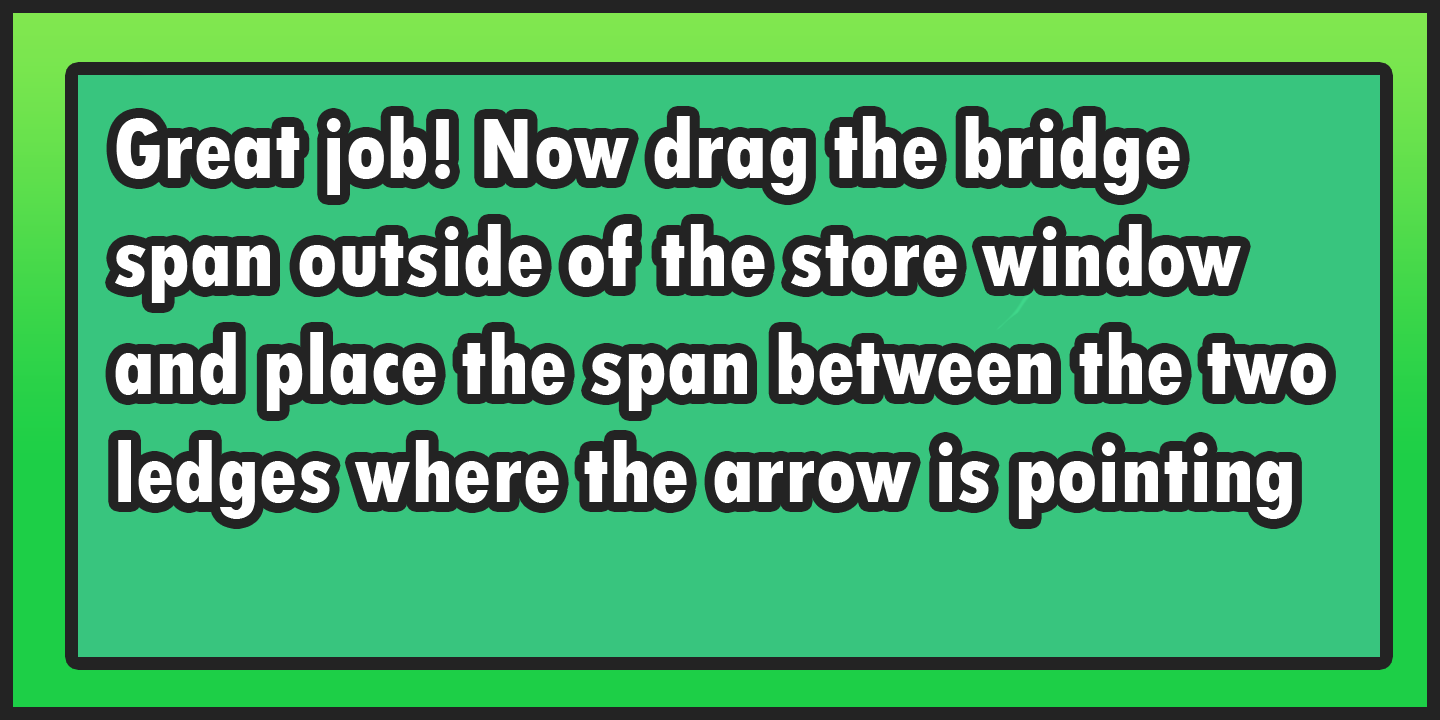 Great job! Now drag the bridge
span outside of the store window
and place the span between the two
ledges where the arrow is pointing